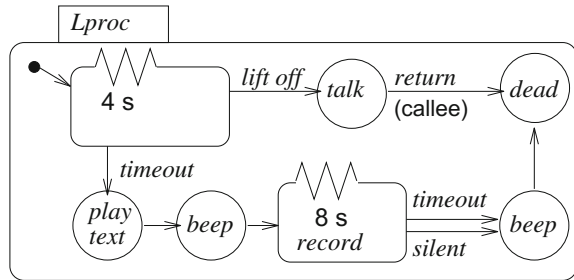 Lproc
4 s
lift off
talk
return
(callee)
dead
timeout
play
text
beep
8 s
record
timeout
silent
beep